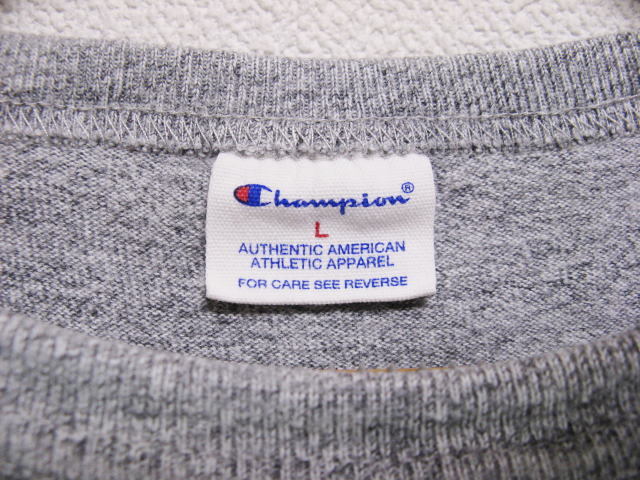 Champion®
L
AUTHENTIC AMERICAN
ATHLETIC APPAREL
FOR CARE SEE REVERSE